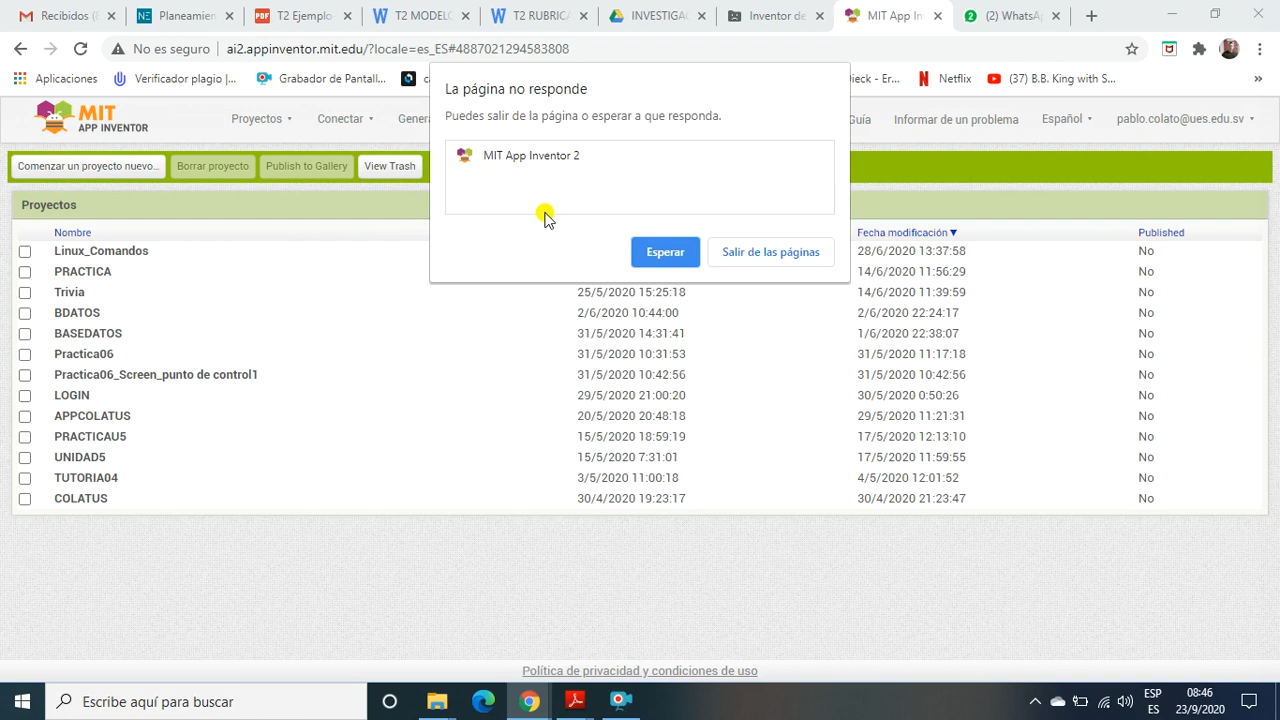 Recibidos (
Planeamien
T2 Ejemplo
T2 MODELO
T2 RUBRICA
INVESTIGA
Inventor de
MIT App In
(2) WhatsA
No es seguro
ai2.appinventor.mit.edu/?locale=es_ES#4887021294583808
Aplicaciones
Verificador plagio |...
Grabador de Pantall...
Dieck - Er...
Netflix
(37) B.B. King with S...
»
La página no responde
Puedes salir de la página o esperar a que responda.
MIT App Inventor 2
Esperar
Salir de las páginas
MIT
APP INVENTOR
Proyectos
Conectar
Gener
Guía
Informar de un problema
Español
pablo.colato@ues.edu.sv
Comenzar un proyecto nuevo...
Borrar proyecto
Publish to Gallery
View Trash
Proyectos
Nombre Fecha modificación▼ Published
Linux_Comandos 28/6/2020 13:37:58 No
PRACTICA 14/6/2020 11:56:29 No
Trivia 25/5/2020 15:25:18 14/6/2020 11:39:59 No
BDATOS 2/6/2020 10:44:00 2/6/2020 22:24:17 No
BASEDATOS 31/5/2020 14:31:41 1/6/2020 22:38:07 No
Practica06 31/5/2020 10:31:53 31/5/2020 11:17:18 No
Practica06_Screen_punto de control1 31/5/2020 10:42:56 31/5/2020 10:42:56 No
LOGIN 29/5/2020 21:00:20 30/5/2020 0:50:26 No
APPCOLATUS 20/5/2020 20:48:18 29/5/2020 11:21:31 No
PRACTICAU5 15/5/2020 18:59:19 17/5/2020 12:13:10 No
UNIDAD5 15/5/2020 7:31:01 17/5/2020 11:59:55 No
TUTORIA04 3/5/2020 11:00:18 4/5/2020 12:01:52 No
COLATUS 30/4/2020 19:23:17 30/4/2020 21:23:47 No
Política de privacidad y condiciones de uso
Escribe aquí para buscar
ESP
ES
08:46
23/9/2020